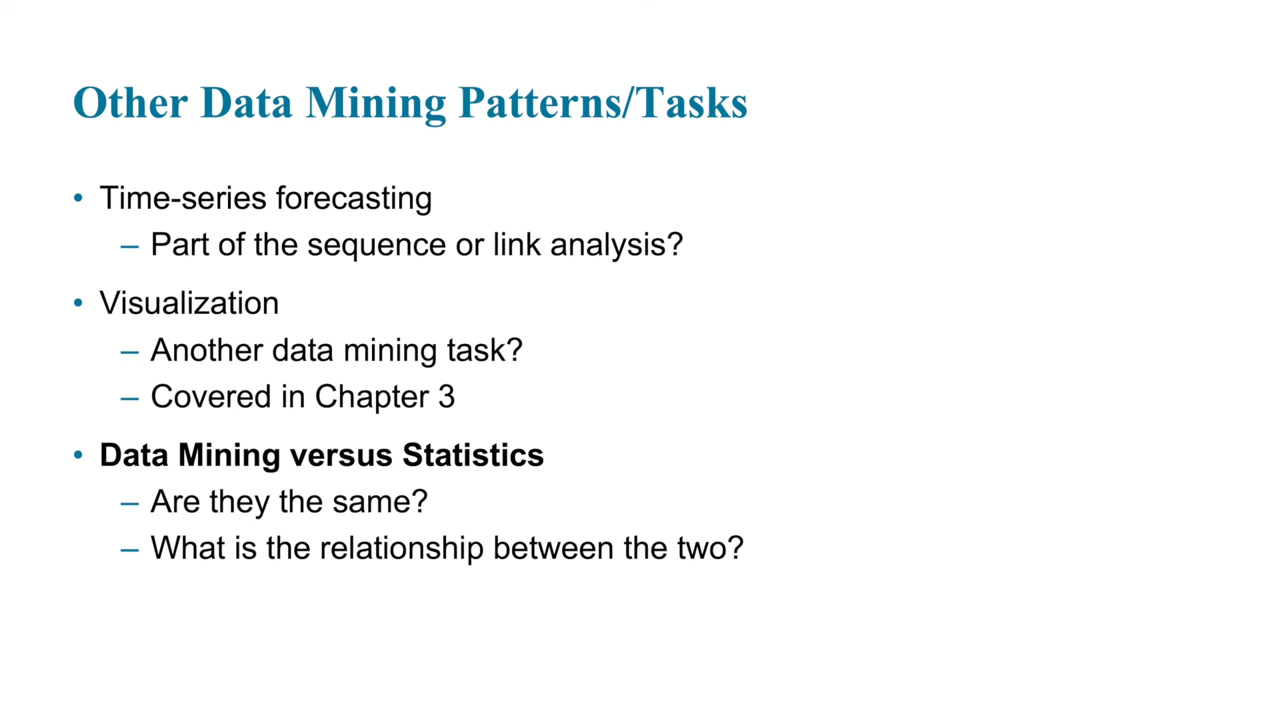 Other Data Mining Patterns/Tasks
• Time-series forecasting
– Part of the sequence or link analysis?
• Visualization
– Another data mining task?
– Covered in Chapter 3
• Data Mining versus Statistics
– Are they the same?
– What is the relationship between the two?